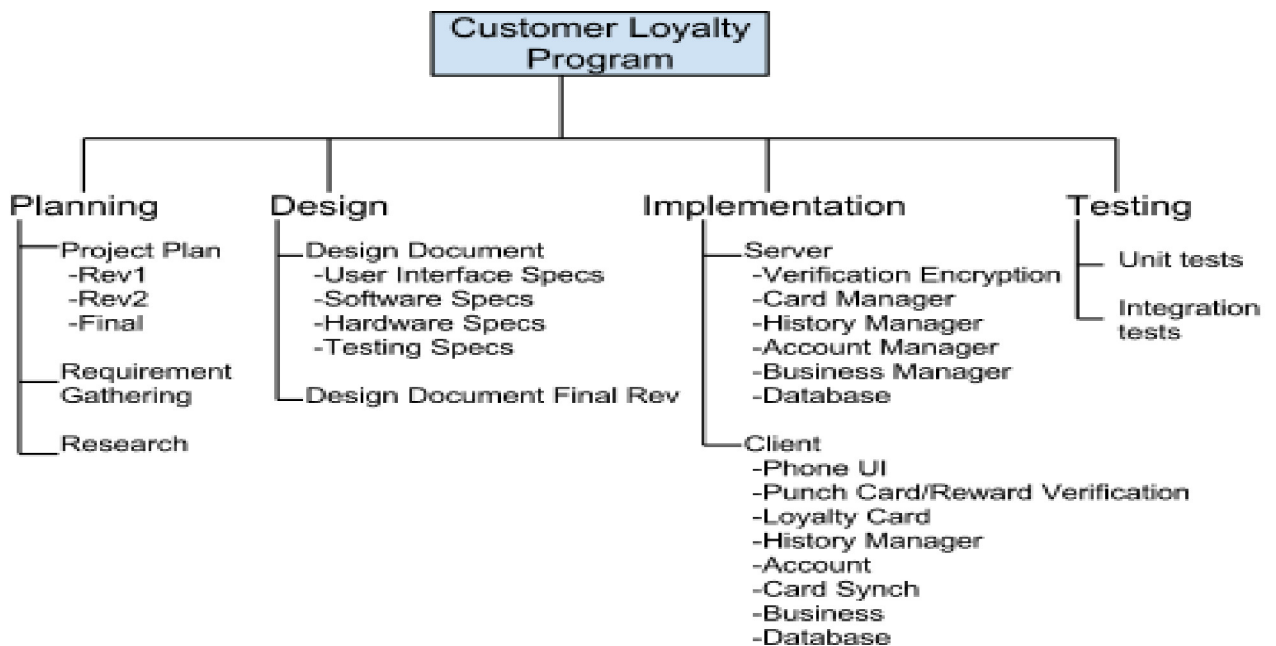 Customer Loyalty
Program
Planning
Project Plan
-Rev1
-Rev2
-Final
Requirement
Gathering
Research
Design
Design Document
-User Interface Specs
-Software Specs
-Hardware Specs
-Testing Specs
Design Document Final Rev
Implementation
Server
-Verification Encryption
-Card Manager
-History Manager
-Account Manager
-Business Manager
-Database
Client
-Phone UI
-Punch Card/Reward Verification
-Loyalty Card
-History Manager
-Account
-Card Synch
-Business
-Database
Testing
Unit tests
Integration
tests